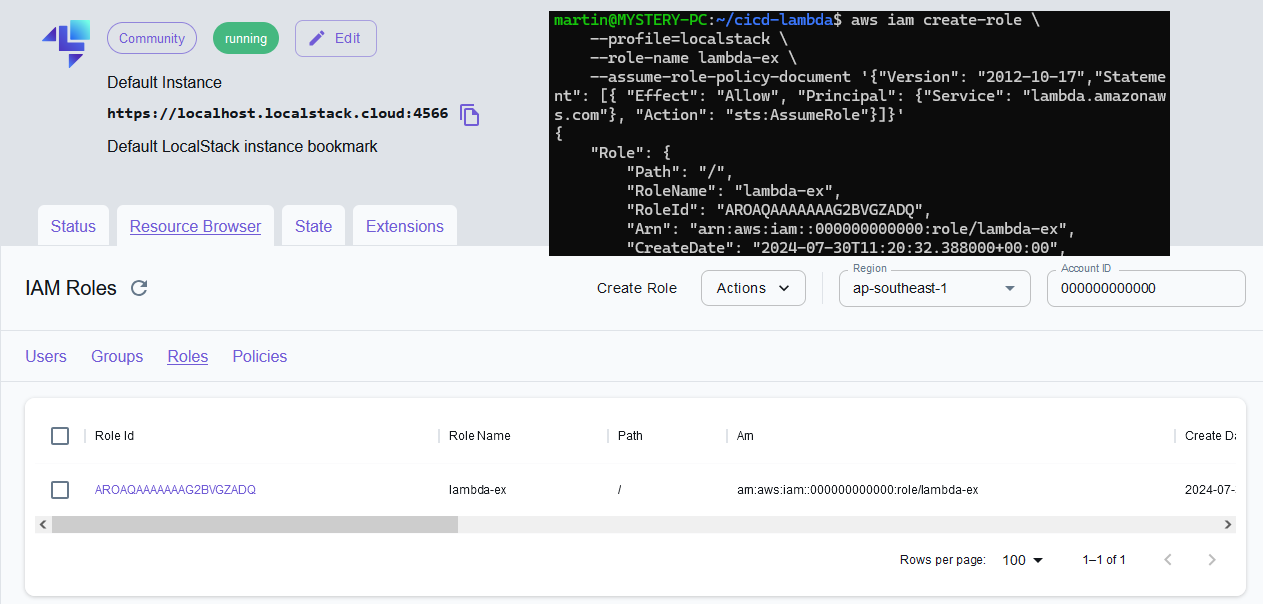 Community
running
Edit
Default Instance
https://localhost.localstack.cloud:4566
Default LocalStack instance bookmark
martin@MYSTERY-PC:~/cicd-lambda$ aws iam create-role \
    --profile=localstack \
    --role-name lambda-ex \
    --assume-role-policy-document '{"Version": "2012-10-17","Stateme
nt": [{ "Effect": "Allow", "Principal": {"Service": "lambda.amazonaw
s.com"}, "Action": "sts:AssumeRole"}]}'
{
    "Role": {
        "Path": "/",
        "RoleName": "lambda-ex",
        "RoleId": "AROAQAAAAAAAG2BVGZADQ",
        "Arn": "arn:aws:iam::000000000000:role/lambda-ex",
        "CreateDate": "2024-07-30T11:20:32.388000+00:00",
Status Resource Browser State Extensions
IAM Roles
Create Role
Actions
Region
ap-southeast-1
Account ID
000000000000
Users Groups Roles Policies
Role Id Role Name Path Arn Create Da
AROAQAAAAAAAG2BVGZADQ lambda-ex / arn:aws:iam::000000000000:role/lambda-ex 2024-07-
Rows per page: 100 1–1 of 1